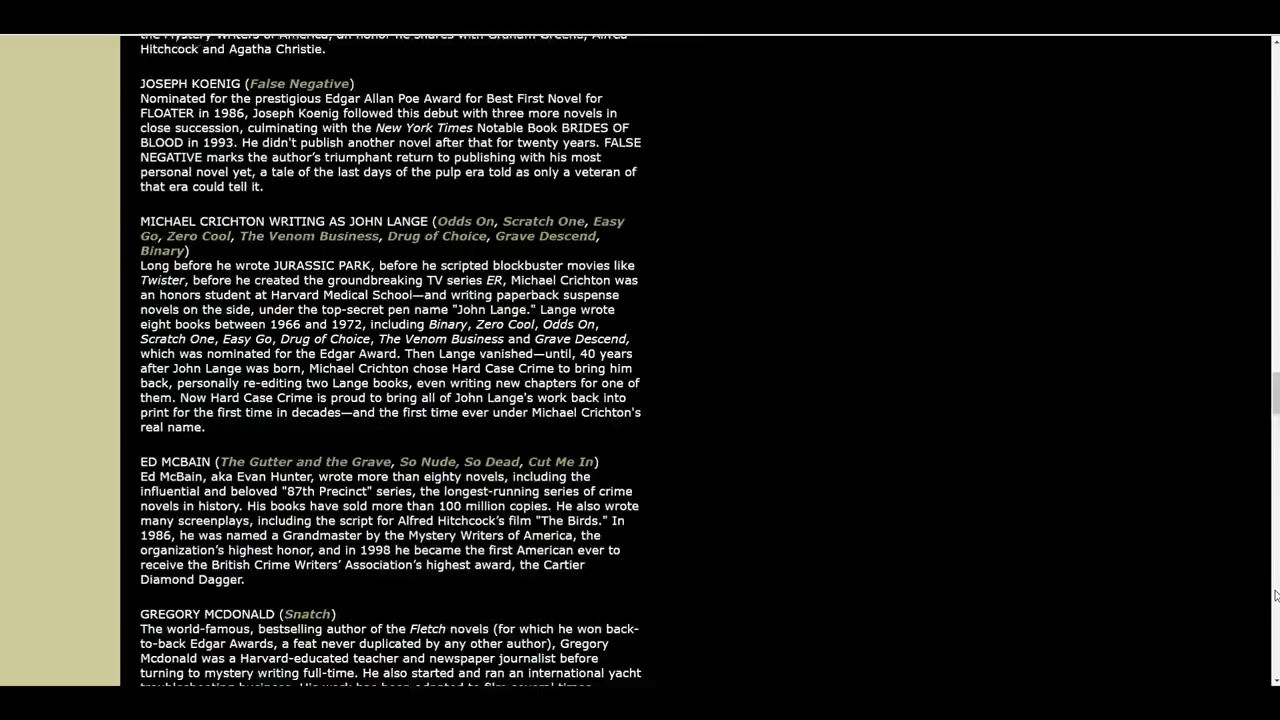 the Mystery Writers of America, an honor he shares with Graham Greene, Alfred
Hitchcock and Agatha Christie.
JOSEPH KOENIG (False Negative)
Nominated for the prestigious Edgar Allan Poe Award for Best First Novel for
FLOATER in 1986, Joseph Koenig followed this debut with three more novels in
close succession, culminating with the New York Times Notable Book BRIDES OF
BLOOD in 1993. He didn't publish another novel after that for twenty years. FALSE
NEGATIVE marks the author’s triumphant return to publishing with his most
personal novel yet, a tale of the last days of the pulp era told as only a veteran of
that era could tell it.
MICHAEL CRICHTON WRITING AS JOHN LANGE (Odds On, Scratch One, Easy
Go, Zero Cool, The Venom Business, Drug of Choice, Grave Descend,
Binary)
Long before he wrote JURASSIC PARK, before he scripted blockbuster movies like
Twister, before he created the groundbreaking TV series ER, Michael Crichton was
an honors student at Harvard Medical School—and writing paperback suspense
novels on the side, under the top-secret pen name "John Lange." Lange wrote
eight books between 1966 and 1972, including Binary, Zero Cool, Odds On,
Scratch One, Easy Go, Drug of Choice, The Venom Business and Grave Descend,
which was nominated for the Edgar Award. Then Lange vanished—until, 40 years
after John Lange was born, Michael Crichton chose Hard Case Crime to bring him
back, personally re-editing two Lange books, even writing new chapters for one of
them. Now Hard Case Crime is proud to bring all of John Lange's work back into
print for the first time in decades—and the first time ever under Michael Crichton's
real name.
ED MCBAIN (The Gutter and the Grave, So Nude, So Dead, Cut Me In)
Ed McBain, aka Evan Hunter, wrote more than eighty novels, including the
influential and beloved "87th Precinct" series, the longest-running series of crime
novels in history. His books have sold more than 100 million copies. He also wrote
many screenplays, including the script for Alfred Hitchcock’s film "The Birds." In
1986, he was named a Grandmaster by the Mystery Writers of America, the
organization’s highest honor, and in 1998 he became the first American ever to
receive the British Crime Writers’ Association’s highest award, the Cartier
Diamond Dagger.
GREGORY MCDONALD (Snatch)
The world-famous, bestselling author of the Fletch novels (for which he won back-
to-back Edgar Awards, a feat never duplicated by any other author), Gregory
Mcdonald was a Harvard-educated teacher and newspaper journalist before
turning to mystery writing full-time. He also started and ran an international yacht
troubleshooting business. His work has been adapted to film several times,